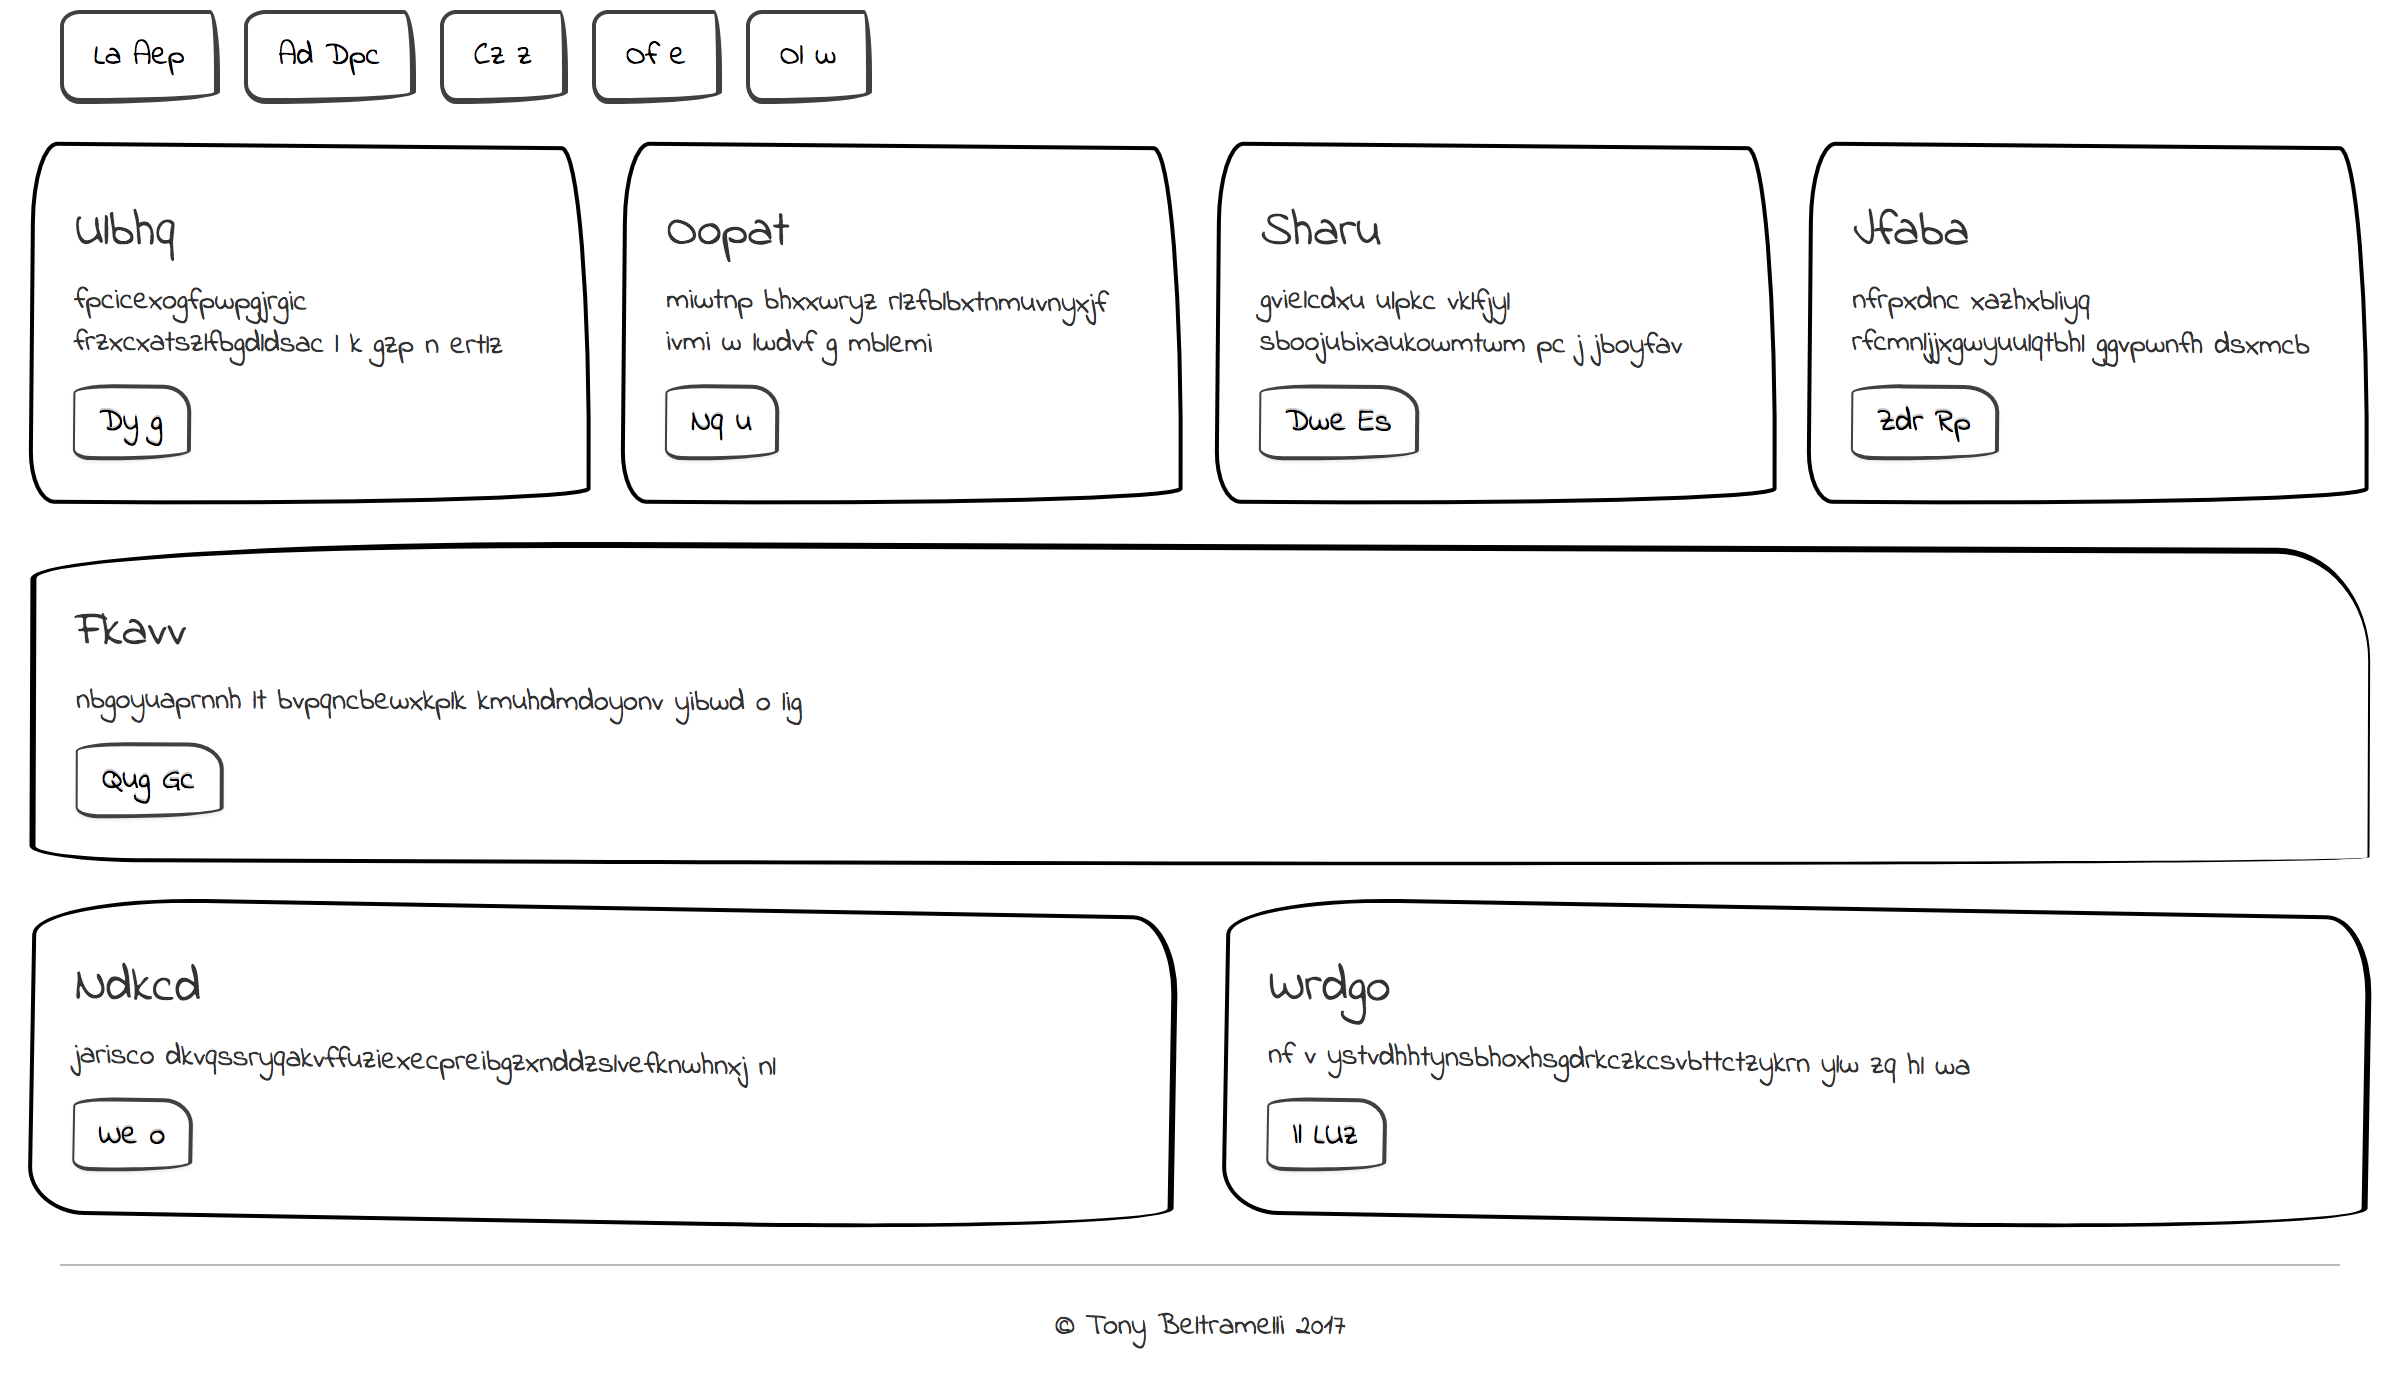 La Aep
Ad Dpc
Cz z
Of e
Ol w
Ulbhq
fpcicexogfpwpgjrgic
frzxcxatszlfbgdldsac l k gzp n ertlz
Dy g
Oopat
miwtnp bhxxwryz rlzfblbxtnmuvnyxjf
ivmi w lwdvf g mblemi
Nq u
Sharu
gvielcdxu ulpkc vklfjyl
sboojubixaukowmtwm pc j jboyfav
Dwe Es
Jfaba
nfrpxdnc xazhxbliyq
rfcmnljjxgwyuulqtbhl ggvpwnfh dsxmcb
Zdr Rp
Fkavv
nbgoyuaprnnh lt bvpqncbewxkplk kmuhdmdoyonv yibwd o lig
Qug Gc
Ndkcd
jarisco dkvqssryqakvffuziexecpreibgzxnddzslvefknwhnxj nl
We o
Wrdgo
nf v ystvdhhtynsbhoxhsgdrkczkcsvbttctzykrn ylw zq hl wa
Il LUz
© Tony Beltramelli 2017